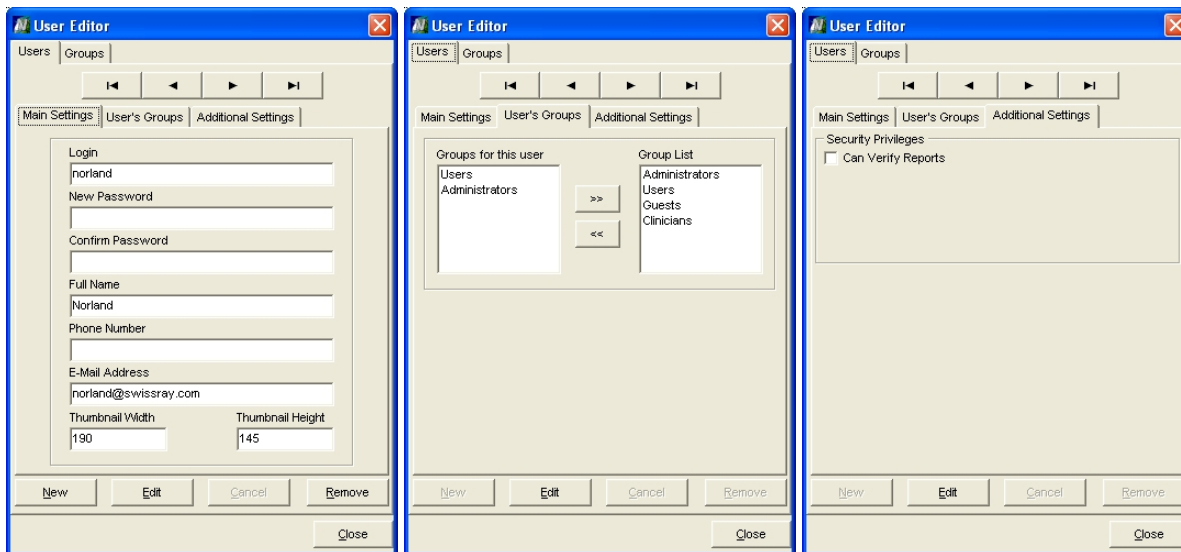 User Editor
Users Groups
Main Settings User's Groups Additional Settings
Login
norland
New Password
Confirm Password
Full Name
Norland
Phone Number
E-Mail Address
norland@swissray.com
Thumbnail Width Thumbnail Height
190 145
New Edit Cancel Remove
Close
User Editor
Users Groups
Main Settings User's Groups Additional Settings
Groups for this user Group List
Users Administrators
Administrators Users
>> Guests
Clinicians
<<
New Edit Cancel Remove
Close
User Editor
Users Groups
Main Settings User's Groups Additional Settings
Security Privileges
Can Verify Reports
New Edit Cancel Remove
Close